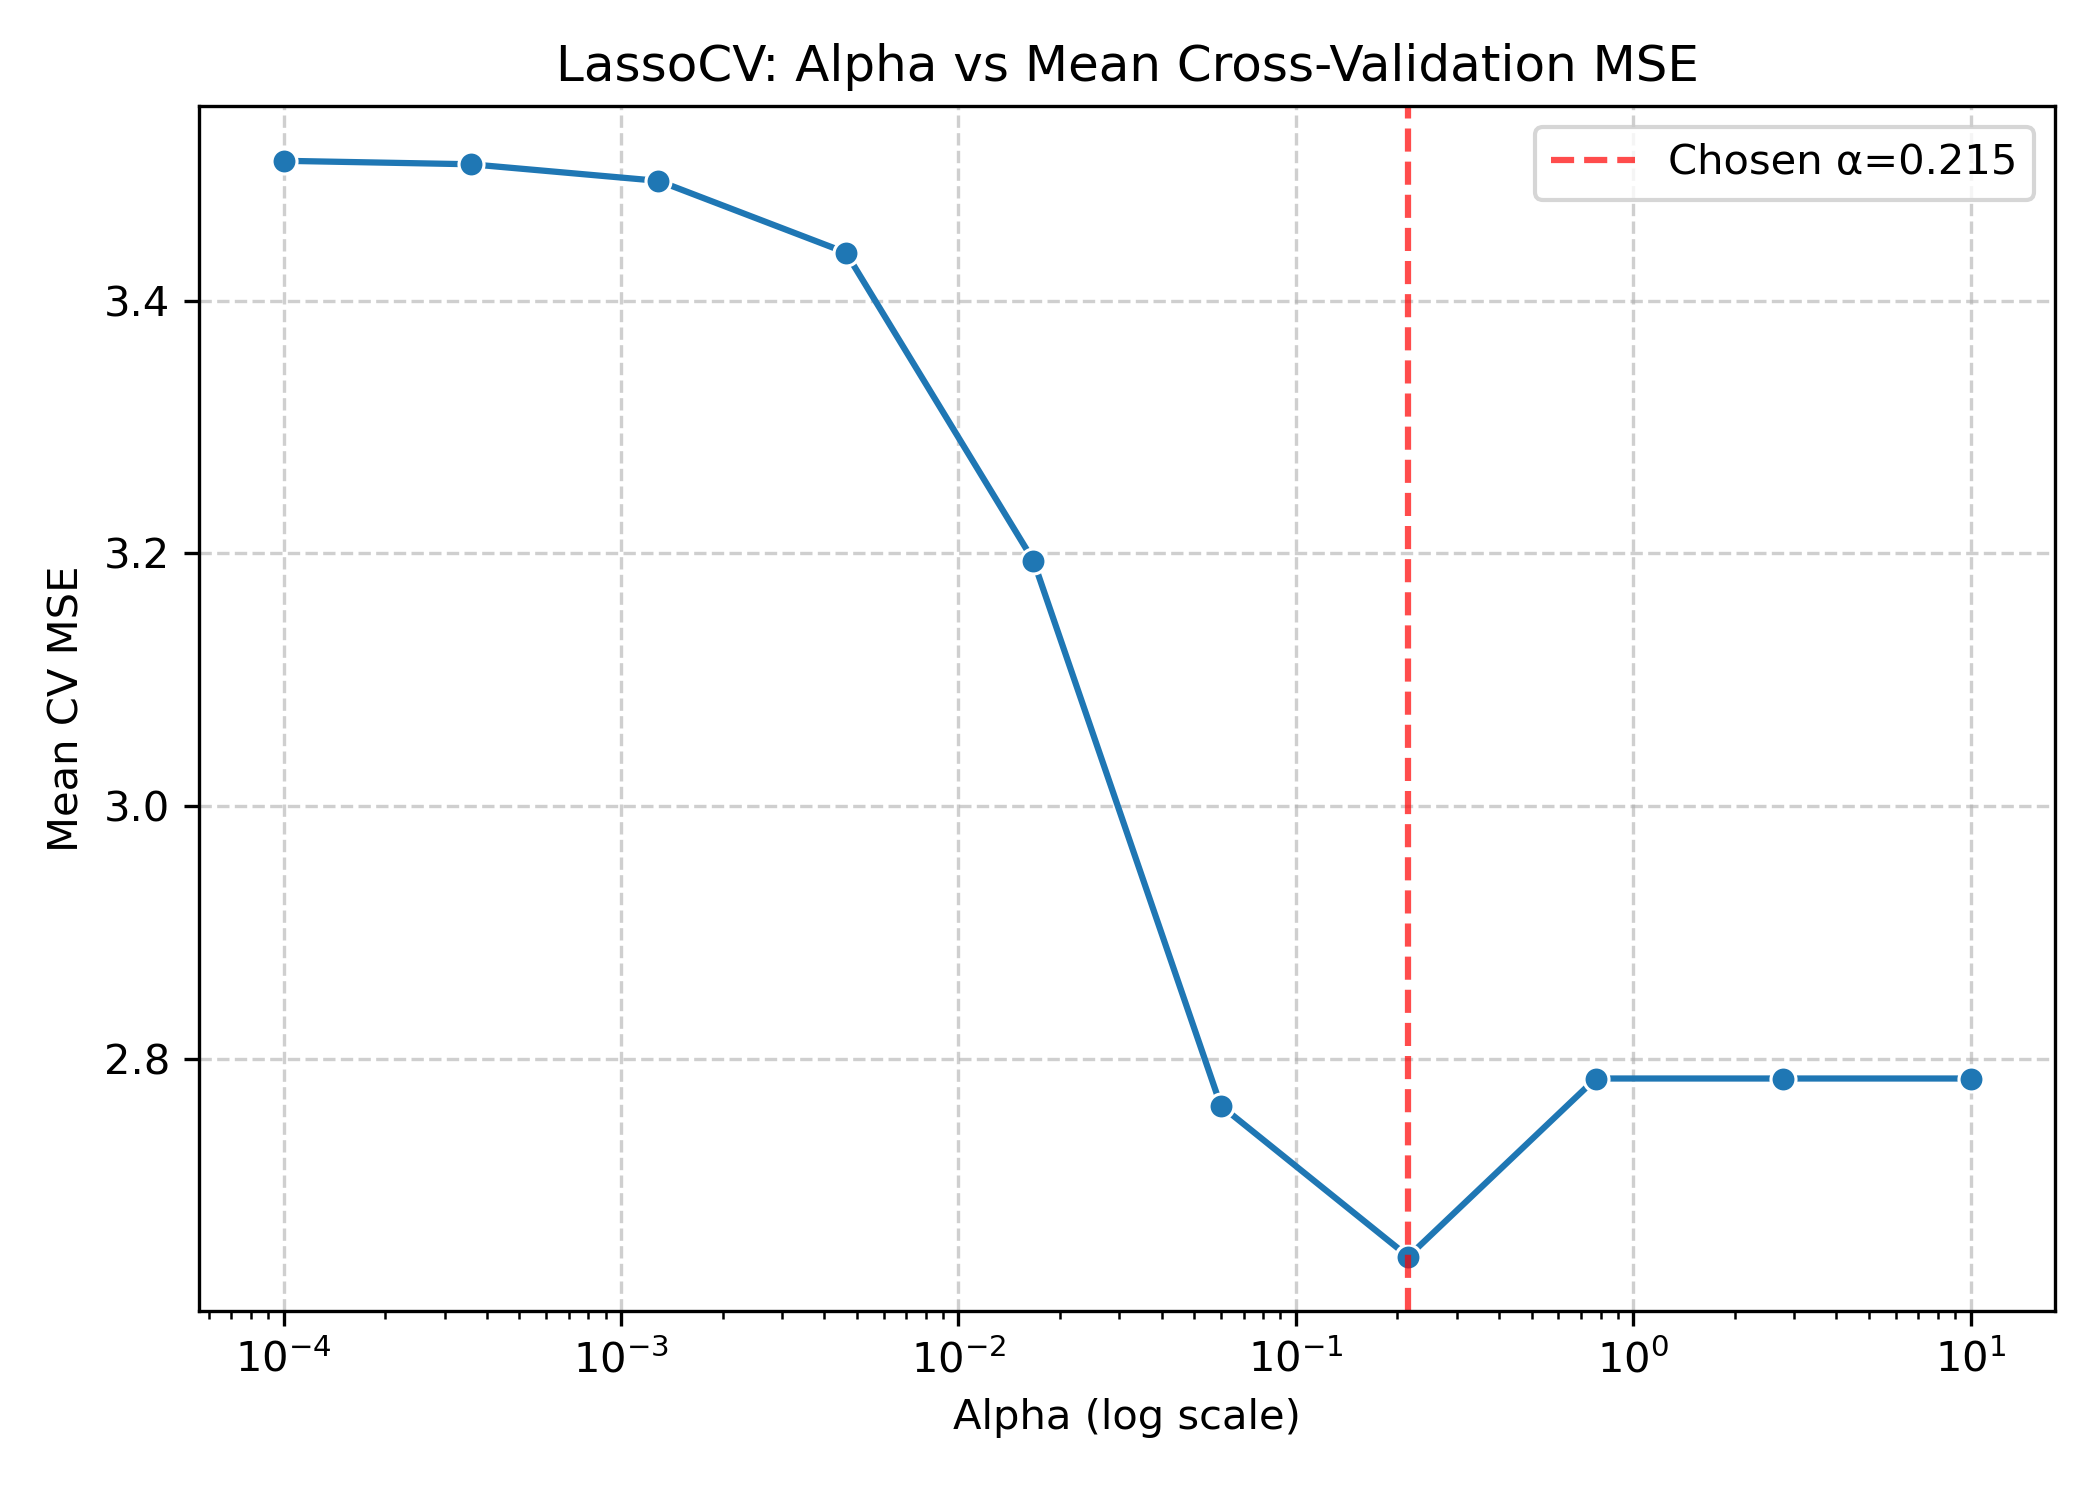 LassoCV: Alpha vs Mean Cross-Validation MSE
Chosen α=0.215
Mean CV MSE
3.4
3.2
3.0
2.8
10⁻⁴ 10⁻³ 10⁻² 10⁻¹ 10⁰ 10¹
Alpha (log scale)